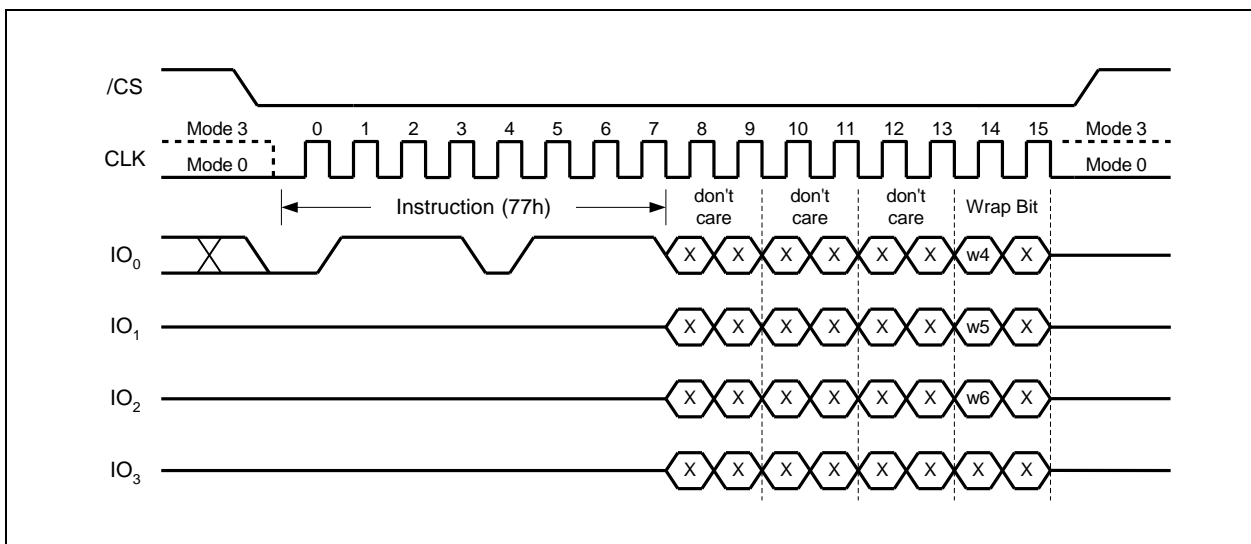 /CS
Mode 3 0 1 2 3 4 5 6 7 8 9 10 11 12 13 14 15 Mode 3
CLK
Mode 0 Mode 0
Instruction (77h) don't care don't care don't care Wrap Bit
IO0 X X X X X X w4 X
IO1 X X X X X X w5 X
IO2 X X X X X X w6 X
IO3 X X X X X X X X